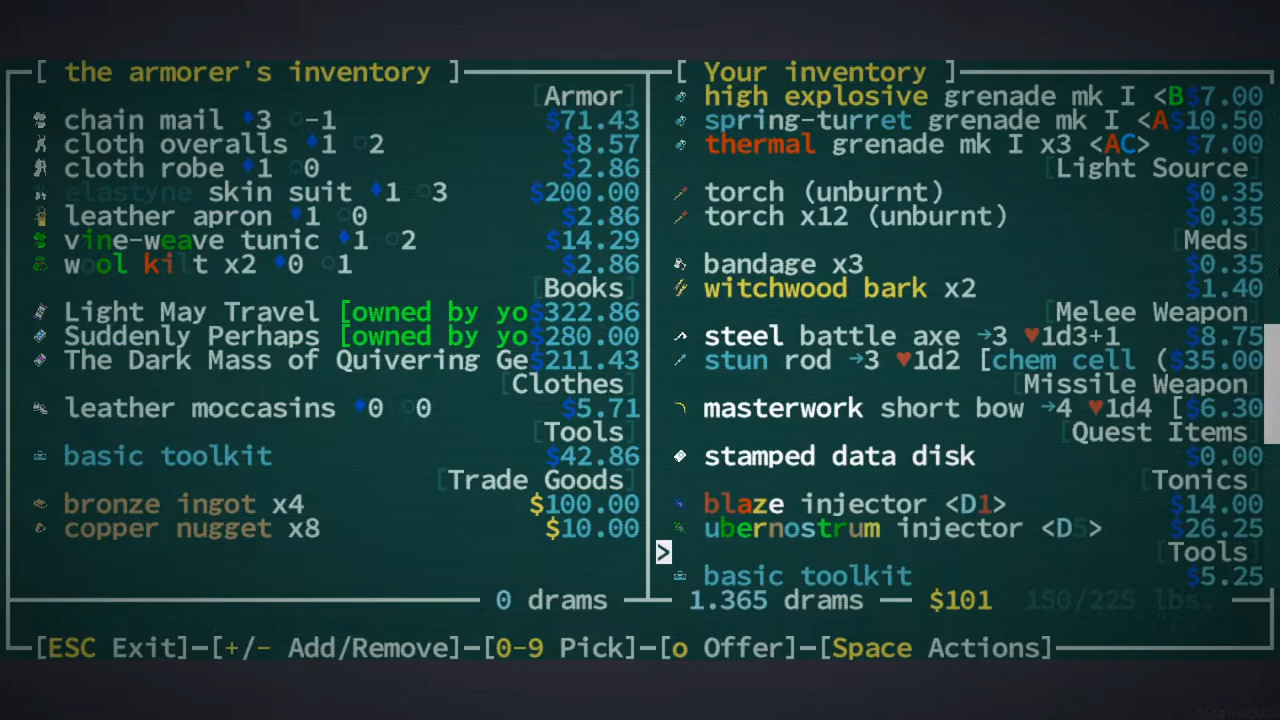 [ the armorer's inventory ]
[Armor]
chain mail ♦3 ○-1 $71.43
cloth overalls ♦1 ○2 $8.57
cloth robe ♦1 ○0 $2.86
elastyne skin suit ♦1 ○3 $200.00
leather apron ♦1 ○0 $2.86
vine-weave tunic ♦1 ○2 $14.29
wool kilt x2 ♦0 ○1 $2.86
[Books]
Light May Travel [owned by yo $322.86
Suddenly Perhaps [owned by yo $280.00
The Dark Mass of Quivering Ge $211.43
[Clothes]
leather moccasins ♦0 ○0 $5.71
[Tools]
basic toolkit $42.86
[Trade Goods]
bronze ingot x4 $100.00
copper nugget x8 $10.00
0 drams
[ Your inventory ]
high explosive grenade mk I <B $7.00
spring-turret grenade mk I <A $10.50
thermal grenade mk I x3 <AC> $7.00
[Light Source]
torch (unburnt) $0.35
torch x12 (unburnt) $0.35
[Meds]
bandage x3 $0.35
witchwood bark x2 $1.40
[Melee Weapon]
steel battle axe →3 ♥1d3+1 $8.75
stun rod →3 ♥1d2 [chem cell ( $35.00
[Missile Weapon]
masterwork short bow →4 ♥1d4 [ $6.30
[Quest Items]
stamped data disk $0.00
[Tonics]
blaze injector <D1> $14.00
ubernostrum injector <D5> $26.25
> [Tools]
basic toolkit $5.25
1.365 drams — $101 150/225 lbs.
[ESC Exit]—[+/- Add/Remove]—[0-9 Pick]—[o Offer]—[Space Actions]